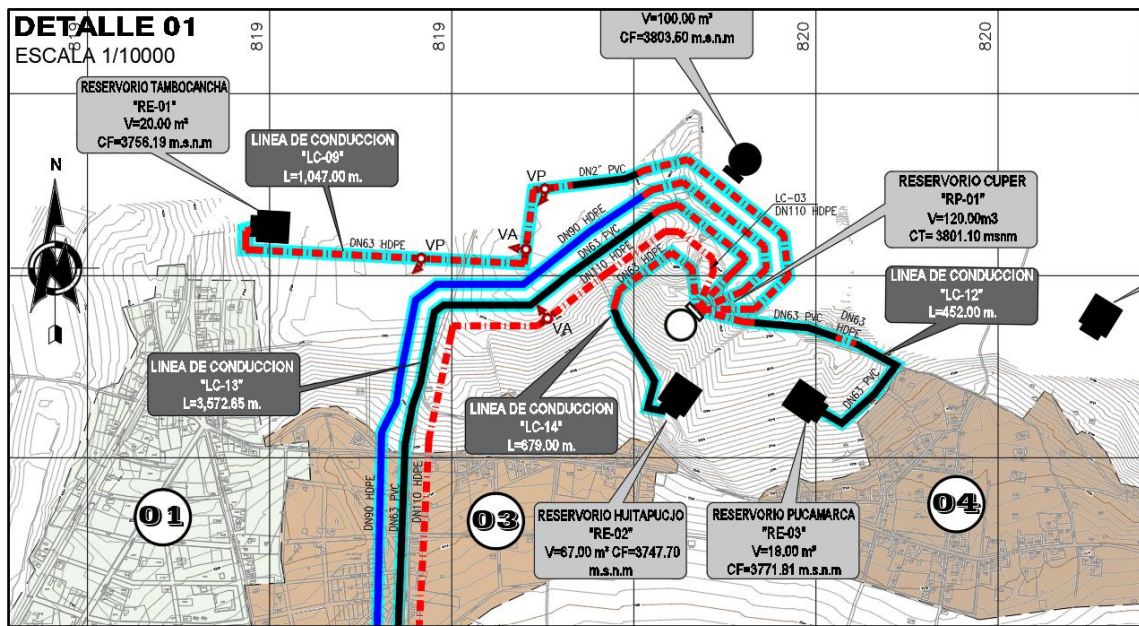 DETALLE 01
ESCALA 1/10000
819
819
820
820
V=100.00 m³
CF=3803.60 m.s.n.m
RESERVORIO TAMBOCANCHA
"RE-01"
V=20.00 m³
CF=3756.19 m.s.n.m
LINEA DE CONDUCCION
"LC-09"
L=1,047.00 m.
N
VP
DN2" PVC
LC-03
DN110 HDPE
RESERVORIO CUPER
"RP-01"
V=120.00m3
CT= 3801.10 msnm
DN63 HDPE
VP
VA
DN90 HDPE
DN63 PVC
DN110 HDPE
DN63 HDPE
VA
LINEA DE CONDUCCION
"LC-12"
L=452.00 m.
DN63 PVC
DN63
HDPE
DN63 PVC
LINEA DE CONDUCCION
"LC-13"
L=3,572.65 m.
LINEA DE CONDUCCION
"LC-14"
L=679.00 m.
DN90 HDPE
DN63 PVC
DN110 HDPE
01
03
04
RESERVORIO HUITAPUCJO
"RE-02"
V=67.00 m³ CF=3747.70
m.s.n.m
RESERVORIO PUCAMARCA
"RE-03"
V=18.00 m³
CF=3771.81 m.s.n.m